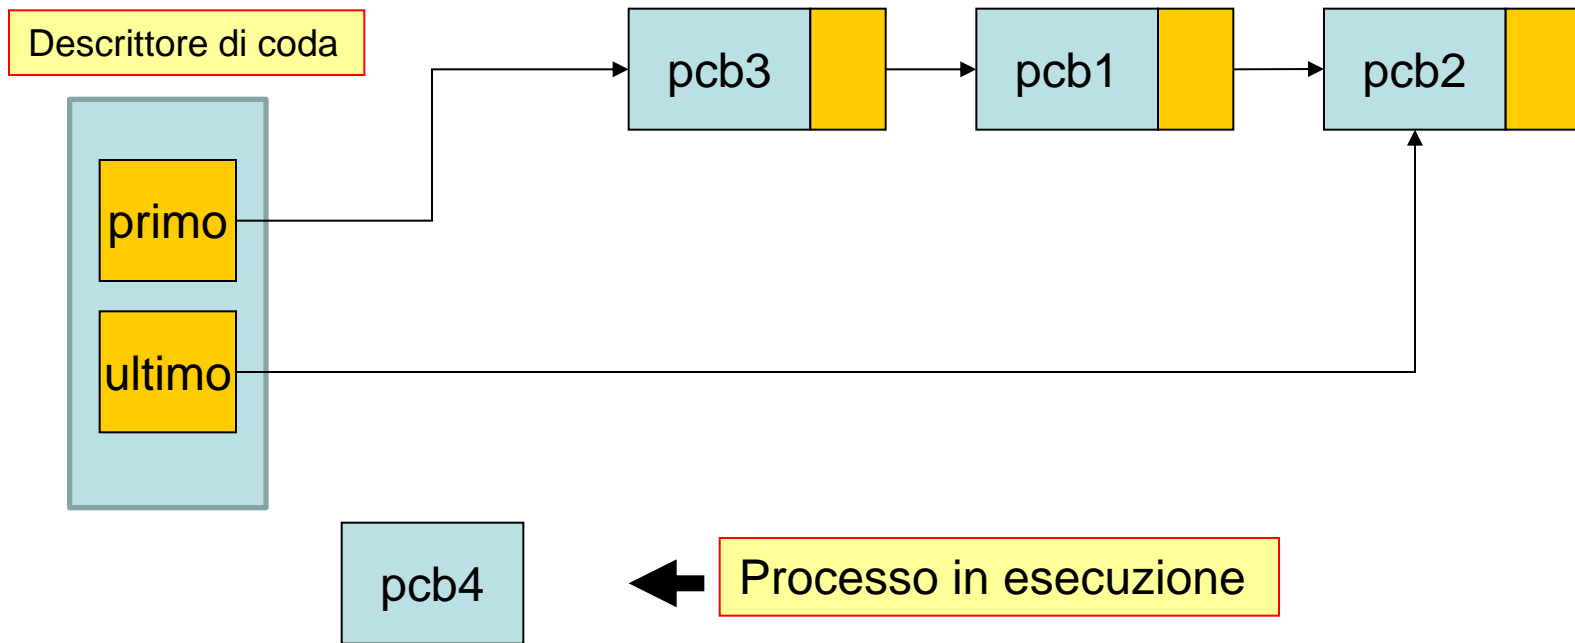 Descrittore di coda
pcb3
pcb1
pcb2
primo
ultimo
pcb4
Processo in esecuzione